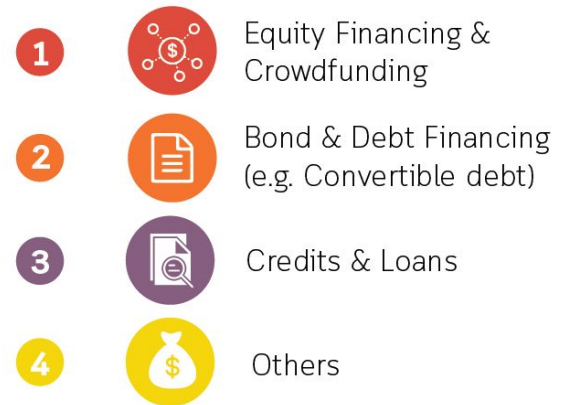 1
$
Equity Financing &
Crowdfunding
2
Bond & Debt Financing
(e.g. Convertible debt)
3
Credits & Loans
4
$
Others